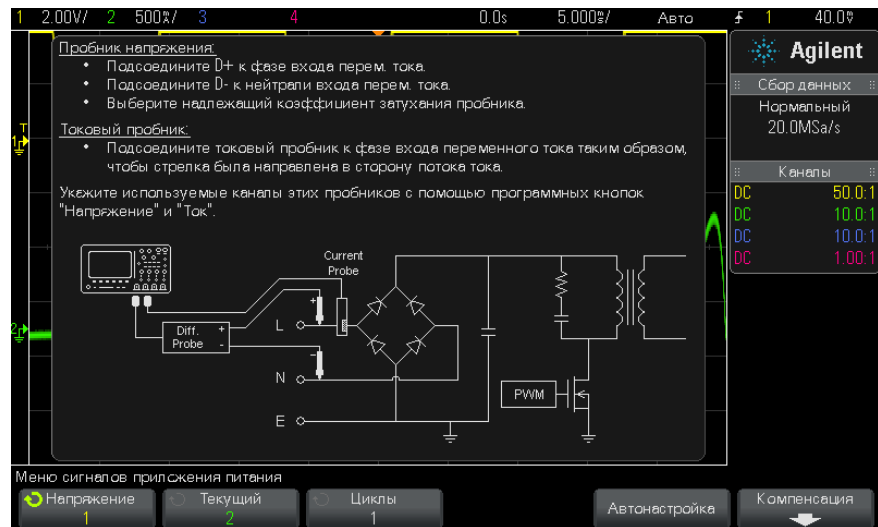 1 2.00V/ 2 500%/ 3 4 0.0s 5.000%/ Авто 1 40.0V
Agilent
Пробник напряжения:
• Подсоедините D+ к фазе входа перем. тока.
• Подсоедините D- к нейтрали входа перем. тока.
• Выберите надлежащий коэффициент затухания пробника.
Токовый пробник:
• Подсоедините токовый пробник к фазе входа переменного тока таким образом,
чтобы стрелка была направлена в сторону потока тока.
Укажите используемые каналы этих пробников с помощью программных кнопок
"Напряжение" и "Ток".
Сбор данных
Нормальный
20.0MSa/s
Каналы
DC 50.0:1
DC 10.0:1
DC 10.0:1
DC 1.00:1
T
1
2
Current
Probe
Diff.
Probe
+
-
+
-
L
N
E
PWM
Меню сигналов приложения питания
Напряжение
1
Текущий
2
Циклы
1
Автонастройка
Компенсация